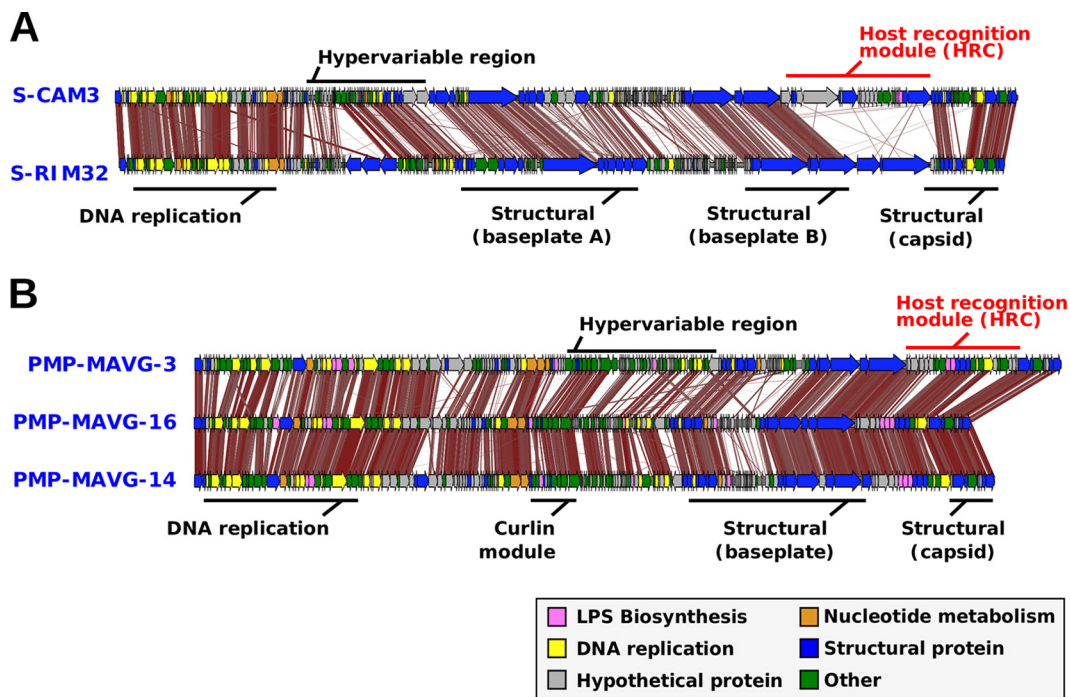 A
Hypervariable region
Host recognition
module (HRC)
S-CAM3
S-RIM32
DNA replication
Structural
(baseplate A)
Structural
(baseplate B)
Structural
(capsid)
B
Hypervariable region
Host recognition
module (HRC)
PMP-MAVG-3
PMP-MAVG-16
PMP-MAVG-14
DNA replication
Curlin
module
Structural
(baseplate)
Structural
(capsid)
LPS Biosynthesis
Nucleotide metabolism
DNA replication
Structural protein
Hypothetical protein
Other